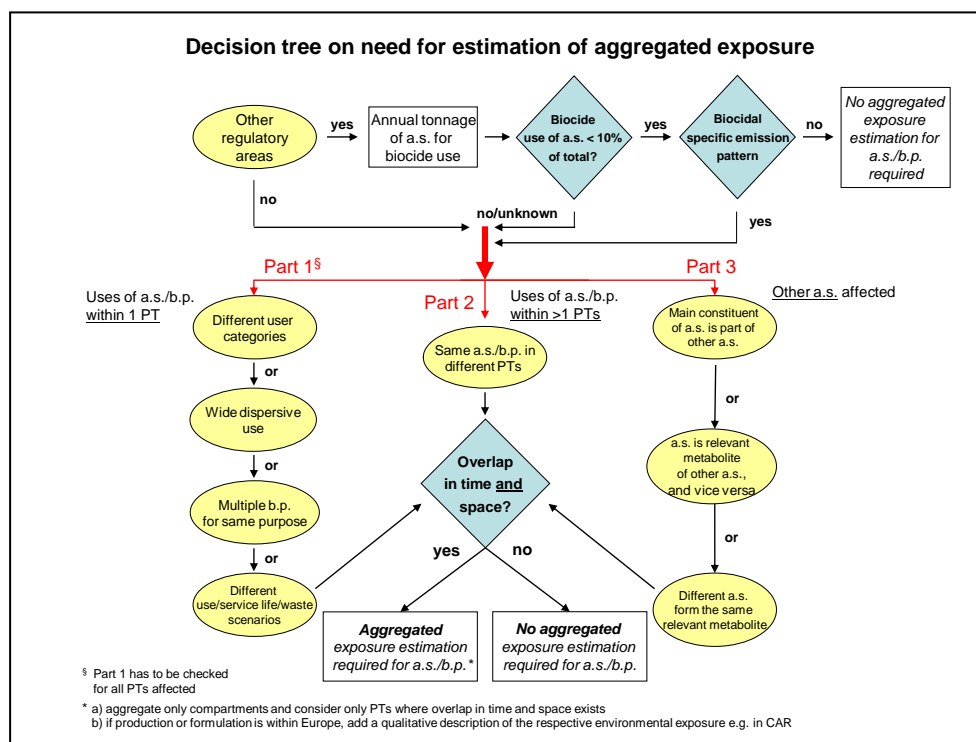 Decision tree on need for estimation of aggregated exposure
Other
regulatory
areas
yes
Annual tonnage
of a.s. for
biocide use
Biocide
use of a.s. < 10%
of total?
yes
Biocidal
specific emission
pattern
no
No aggregated
exposure
estimation for
a.s./b.p.
required
no
no/unknown
yes
Part 1§
Part 2
Part 3
Uses of a.s./b.p.
within 1 PT
Uses of a.s./b.p.
within >1 PTs
Other a.s. affected
Different user
categories
or
Wide dispersive
use
or
Multiple b.p.
for same purpose
or
Different
use/service life/waste
scenarios
Same a.s./b.p. in
different PTs
Overlap
in time and
space?
yes
no
Aggregated
exposure estimation
required for a.s./b.p.*
No aggregated
exposure estimation
required for a.s./b.p.
Main constituent
of a.s. is part of
other a.s.
or
a.s. is relevant
metabolite
of other a.s.,
and vice versa
or
Different a.s.
form the same
relevant metabolite
§ Part 1 has to be checked
for all PTs affected
* a) aggregate only compartments and consider only PTs where overlap in time and space exists
b) if production or formulation is within Europe, add a qualitative description of the respective environmental exposure e.g. in CAR